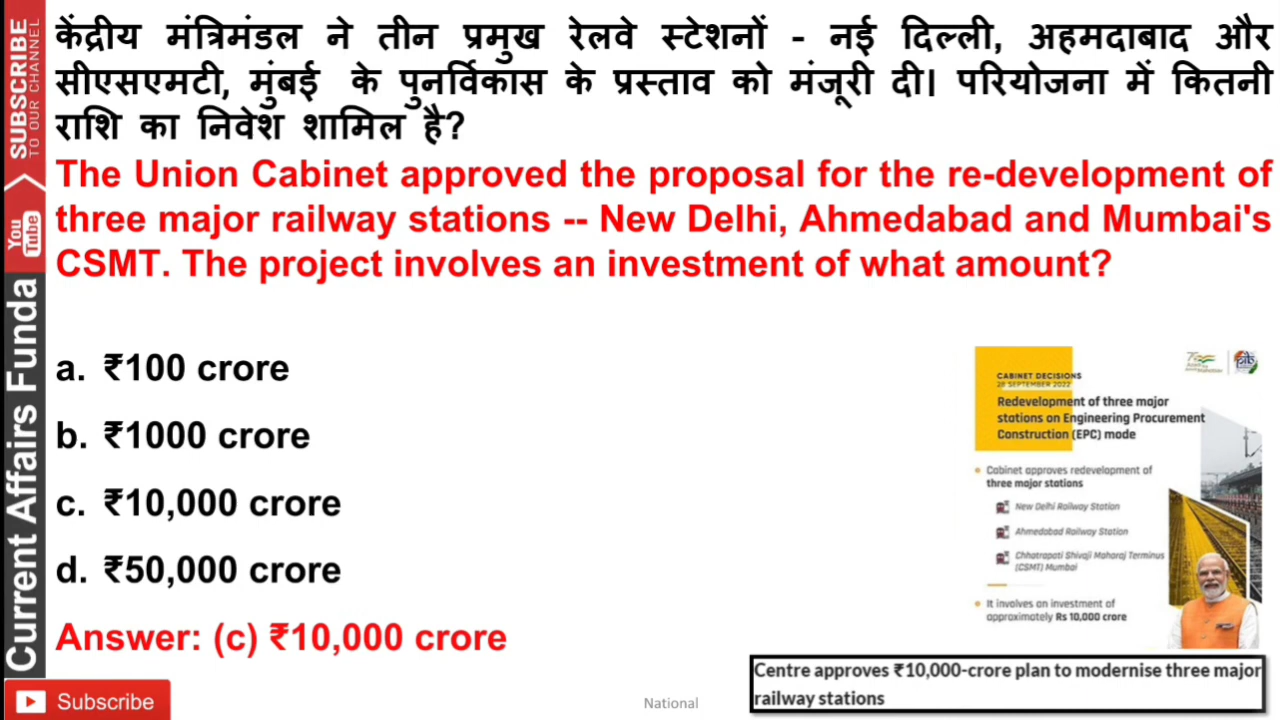 SUBSCRIBE
TO OUR CHANNEL
You
Tube
Current Affairs Funda
केंद्रीय मंत्रिमंडल ने तीन प्रमुख रेलवे स्टेशनों - नई दिल्ली, अहमदाबाद और
सीएसएमटी, मुंबई के पुनर्विकास के प्रस्ताव को मंजूरी दी। परियोजना में कितनी
राशि का निवेश शामिल है?
The Union Cabinet approved the proposal for the re-development of
three major railway stations -- New Delhi, Ahmedabad and Mumbai's
CSMT. The project involves an investment of what amount?
a. ₹100 crore
b. ₹1000 crore
c. ₹10,000 crore
d. ₹50,000 crore
Answer: (c) ₹10,000 crore
CABINET DECISIONS
28 SEPTEMBER 2022
Redevelopment of three major
stations on Engineering Procurement
Construction (EPC) mode
Cabinet approves redevelopment of
three major stations
New Delhi Railway Station
Ahmedabad Railway Station
Chhatrapati Shivaji Maharaj Terminus
(CSMT) Mumbai
It involves an investment of
approximately Rs 10,000 crore
Centre approves ₹10,000-crore plan to modernise three major
railway stations
Subscribe
National